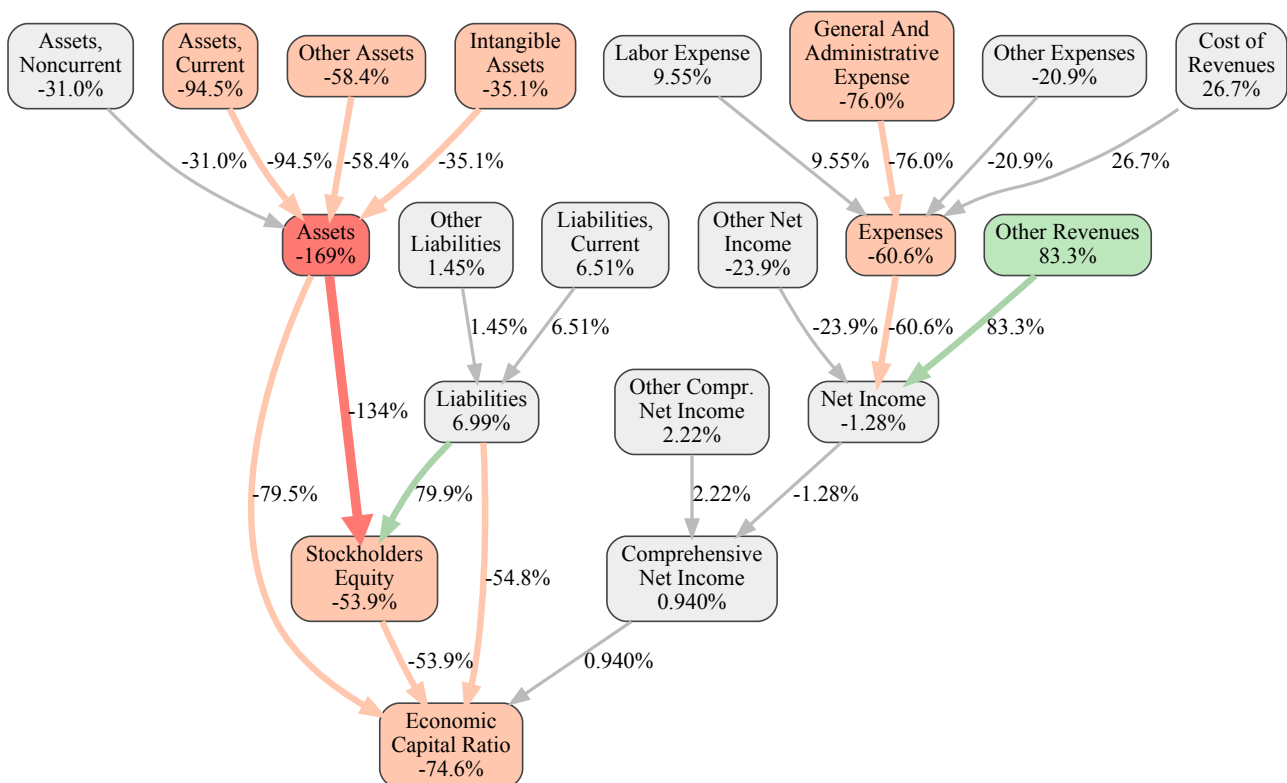 Assets,
Noncurrent
-31.0%
Assets,
Current
-94.5%
Other Assets
-58.4%
Intangible
Assets
-35.1%
Labor Expense
9.55%
General And
Administrative
Expense
-76.0%
Other Expenses
-20.9%
Cost of
Revenues
26.7%
-31.0%
-94.5%
-58.4%
-35.1%
9.55%
-76.0%
-20.9%
26.7%
Assets
-169%
Other
Liabilities
1.45%
Liabilities,
Current
6.51%
Other Net
Income
-23.9%
Expenses
-60.6%
Other Revenues
83.3%
1.45%
6.51%
-23.9%
-60.6%
83.3%
-134%
Liabilities
6.99%
Other Compr.
Net Income
2.22%
Net Income
-1.28%
-79.5%
79.9%
2.22%
-1.28%
Stockholders
Equity
-53.9%
-54.8%
Comprehensive
Net Income
0.940%
-53.9%
0.940%
Economic
Capital Ratio
-74.6%